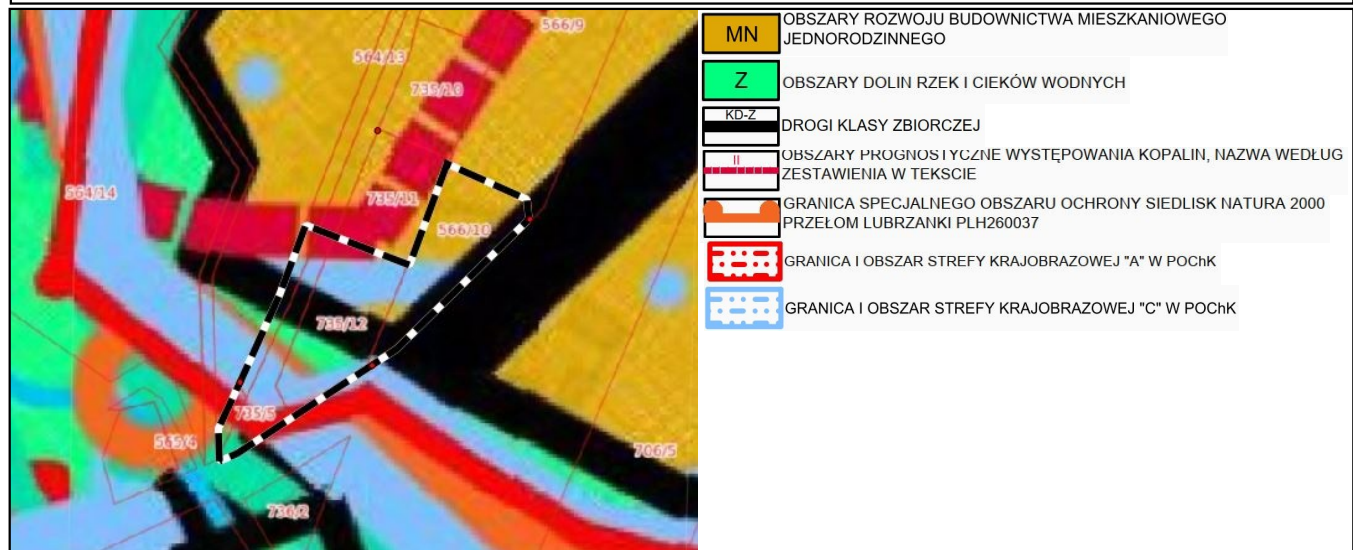 566/9
564/13
735/10
564/14
735/11
566/10
735/12
735/5
565/4
706/5
736/2
MN
OBSZARY ROZWOJU BUDOWNICTWA MIESZKANIOWEGO
JEDNORODZINNEGO
Z
OBSZARY DOLIN RZEK I CIEKÓW WODNYCH
KD-Z
DROGI KLASY ZBIORCZEJ
II
OBSZARY PROGNOSTYCZNE WYSTĘPOWANIA KOPALIN, NAZWA WEDŁUG
ZESTAWIENIA W TEKSCIE
GRANICA SPECJALNEGO OBSZARU OCHRONY SIEDLISK NATURA 2000
PRZEŁOM LUBRZANKI PLH260037
GRANICA I OBSZAR STREFY KRAJOBRAZOWEJ "A" W POChK
GRANICA I OBSZAR STREFY KRAJOBRAZOWEJ "C" W POChK